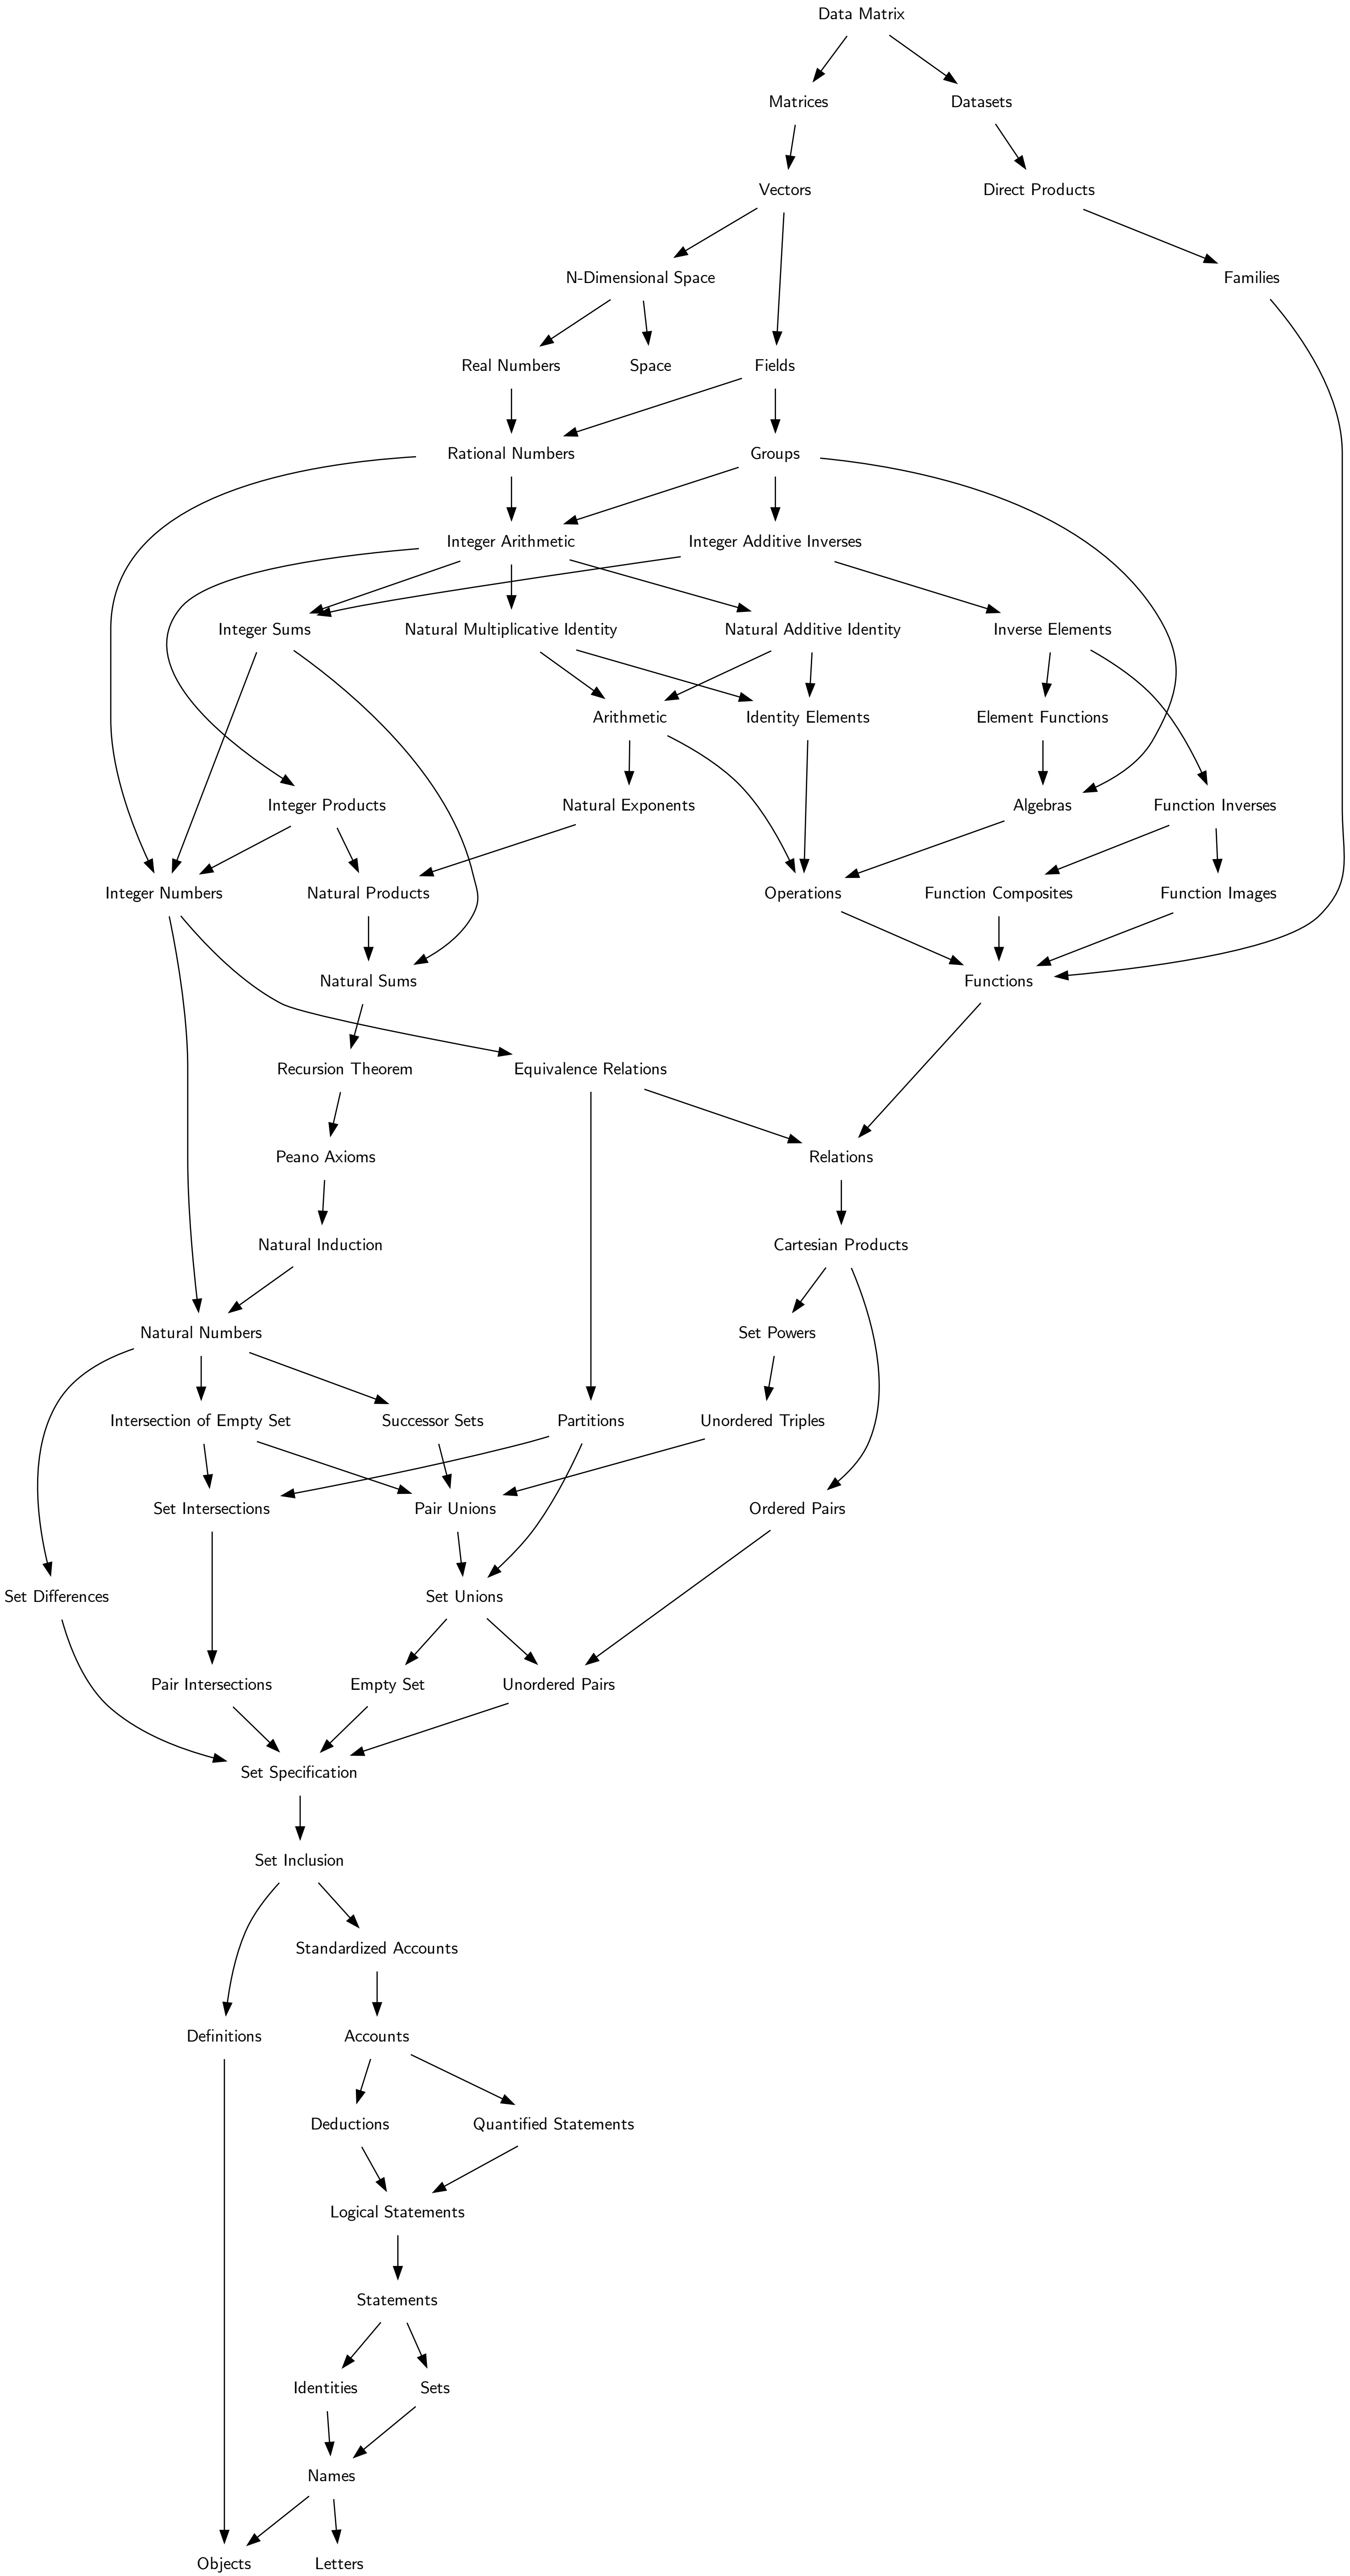 Data Matrix
Matrices
Datasets
Vectors
Direct Products
N-Dimensional Space
Families
Real Numbers
Space
Fields
Rational Numbers
Groups
Integer Arithmetic
Integer Additive Inverses
Integer Sums
Natural Multiplicative Identity
Natural Additive Identity
Inverse Elements
Arithmetic
Identity Elements
Element Functions
Integer Products
Natural Exponents
Algebras
Function Inverses
Integer Numbers
Natural Products
Operations
Function Composites
Function Images
Natural Sums
Functions
Recursion Theorem
Equivalence Relations
Peano Axioms
Relations
Natural Induction
Cartesian Products
Natural Numbers
Set Powers
Intersection of Empty Set
Successor Sets
Partitions
Unordered Triples
Set Intersections
Pair Unions
Ordered Pairs
Set Differences
Set Unions
Pair Intersections
Empty Set
Unordered Pairs
Set Specification
Set Inclusion
Standardized Accounts
Definitions
Accounts
Deductions
Quantified Statements
Logical Statements
Statements
Identities
Sets
Names
Objects
Letters